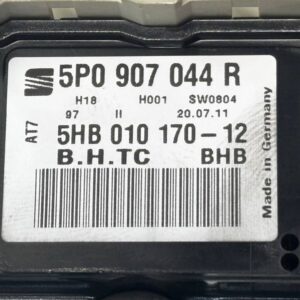 5P0 907 044 R
H18 H001 SW0804
97 II 20.07.11
AT7
5HB 010 170-12
B.H.TC BHB
Made in Germany